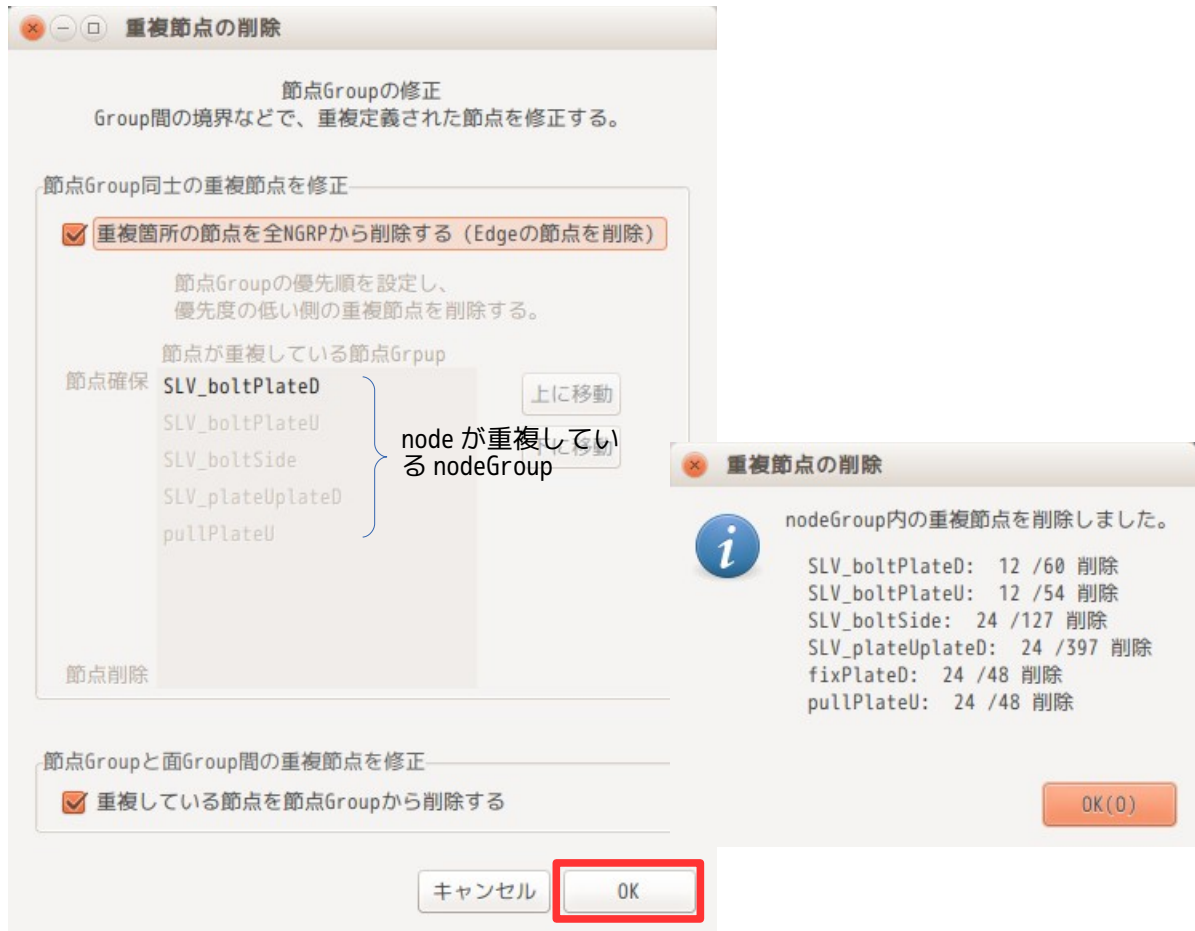 重複節点の削除
節点Groupの修正
Group間の境界などで、重複定義された節点を修正する。
節点Group同士の重複節点を修正
重複箇所の節点を全NGRPから削除する（Edgeの節点を削除）
節点Groupの優先順を設定し、
優先度の低い側の重複節点を削除する。
節点が重複している節点Grpup
節点確保
SLV_boltPlateD
SLV_boltPlateU
SLV_boltSide
SLV_plateUplateD
pullPlateU
節点削除
上に移動
下に移動
node が重複してい
る nodeGroup
節点Groupと面Group間の重複節点を修正
重複している節点を節点Groupから削除する
キャンセル
OK
重複節点の削除
nodeGroup内の重複節点を削除しました。
SLV_boltPlateD: 12 /60 削除
SLV_boltPlateU: 12 /54 削除
SLV_boltSide: 24 /127 削除
SLV_plateUplateD: 24 /397 削除
fixPlateD: 24 /48 削除
pullPlateU: 24 /48 削除
OK(O)